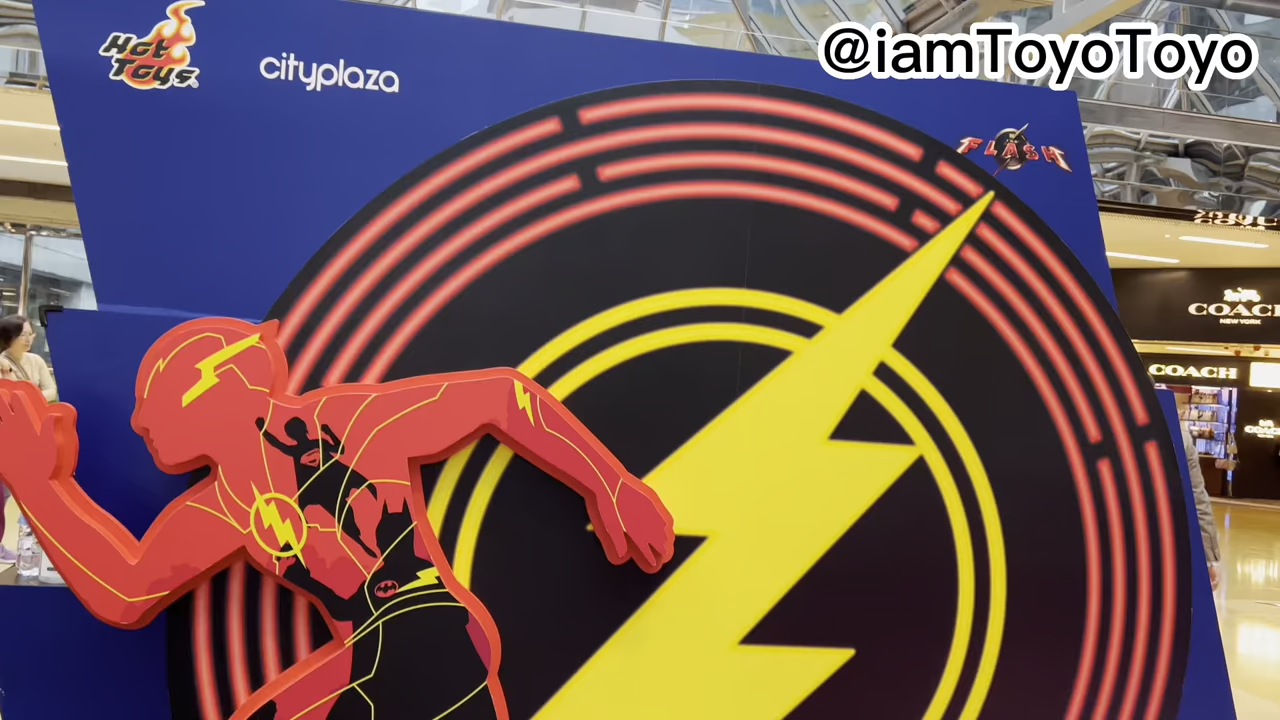 @iamToyoToyo
Hot
Toys
cityplaza
FLASH
COACH
NEW YORK
COACH